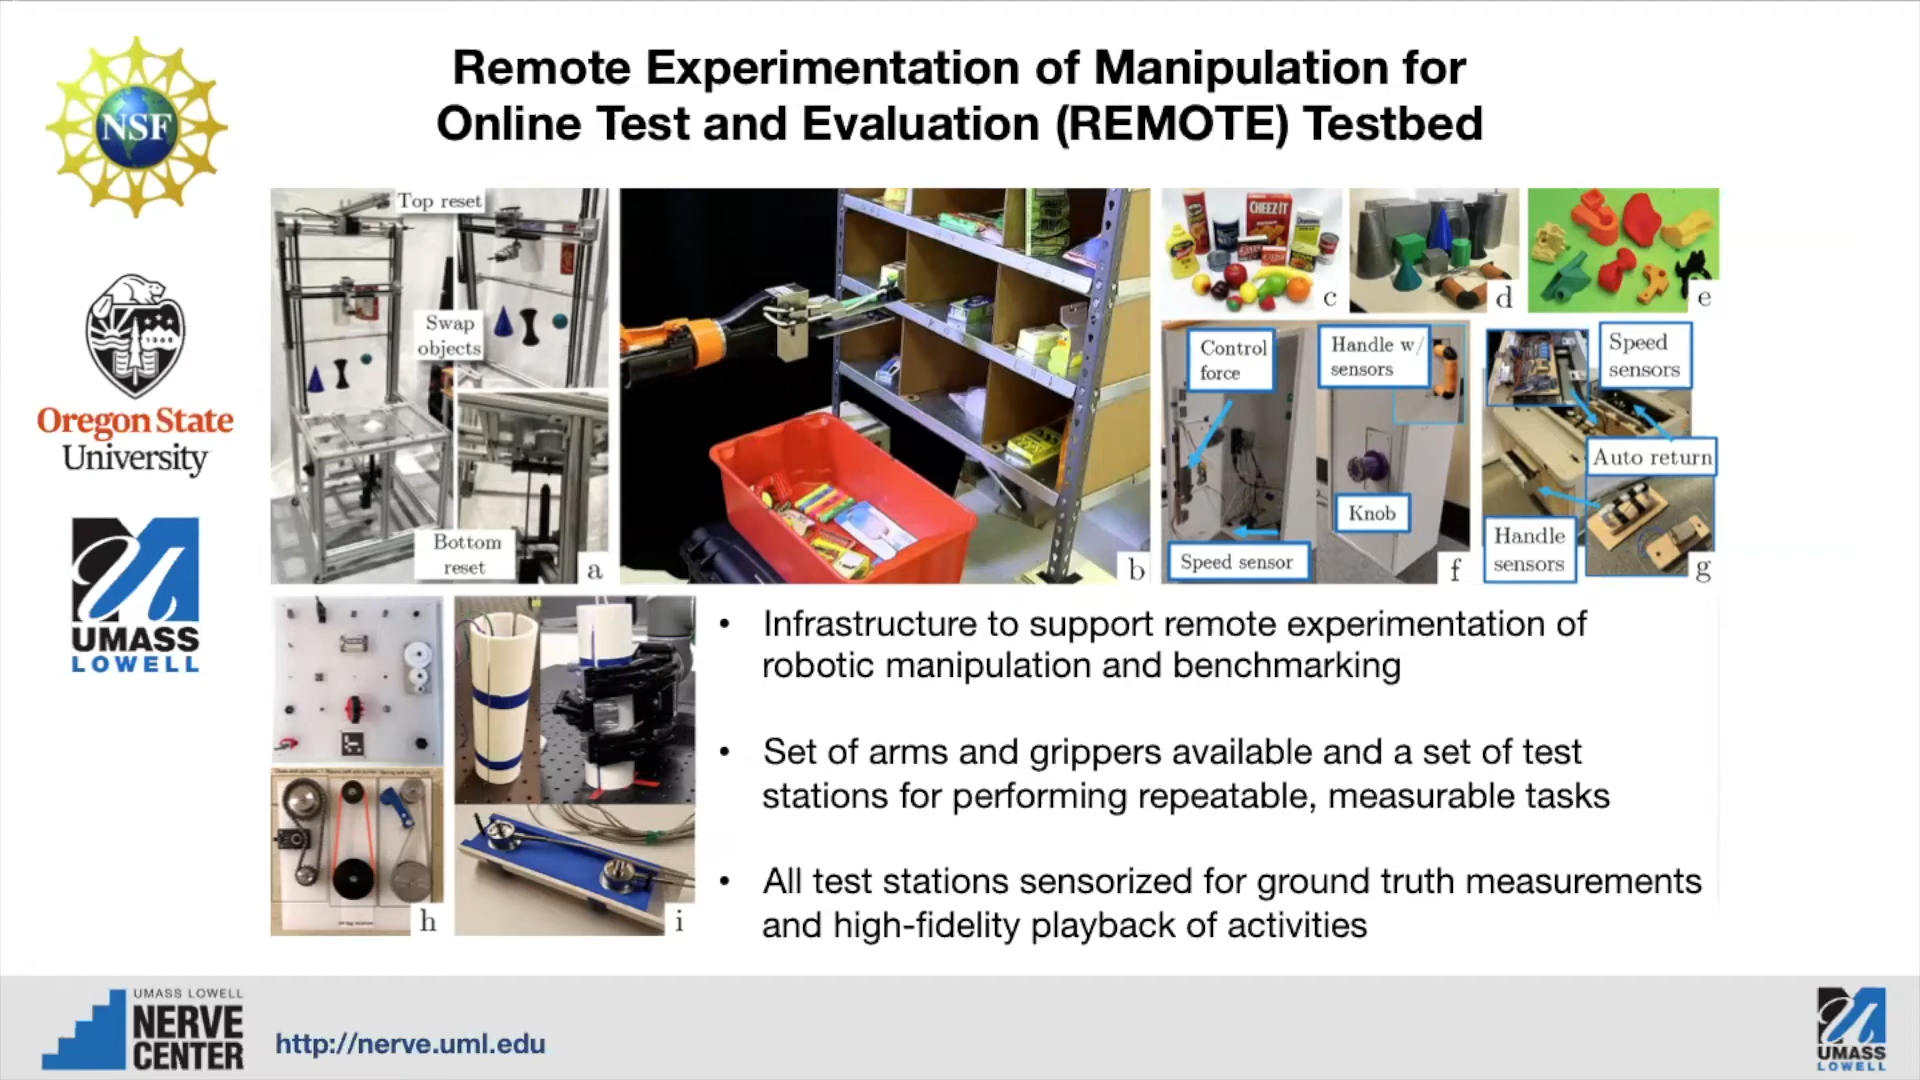 Remote Experimentation of Manipulation for
Online Test and Evaluation (REMOTE) Testbed
NSF
Oregon State
University
UMASS
LOWELL
Top reset
Swap
objects
Bottom
reset
a
b
CHEEZ-IT
c
d
e
Control
force
Handle w/
sensors
Knob
Speed sensor
f
Speed
sensors
Auto return
Handle
sensors
g
h
i
• Infrastructure to support remote experimentation of
robotic manipulation and benchmarking
• Set of arms and grippers available and a set of test
stations for performing repeatable, measurable tasks
• All test stations sensorized for ground truth measurements
and high-fidelity playback of activities
UMASS LOWELL
NERVE
CENTER
http://nerve.uml.edu
UMASS
LOWELL